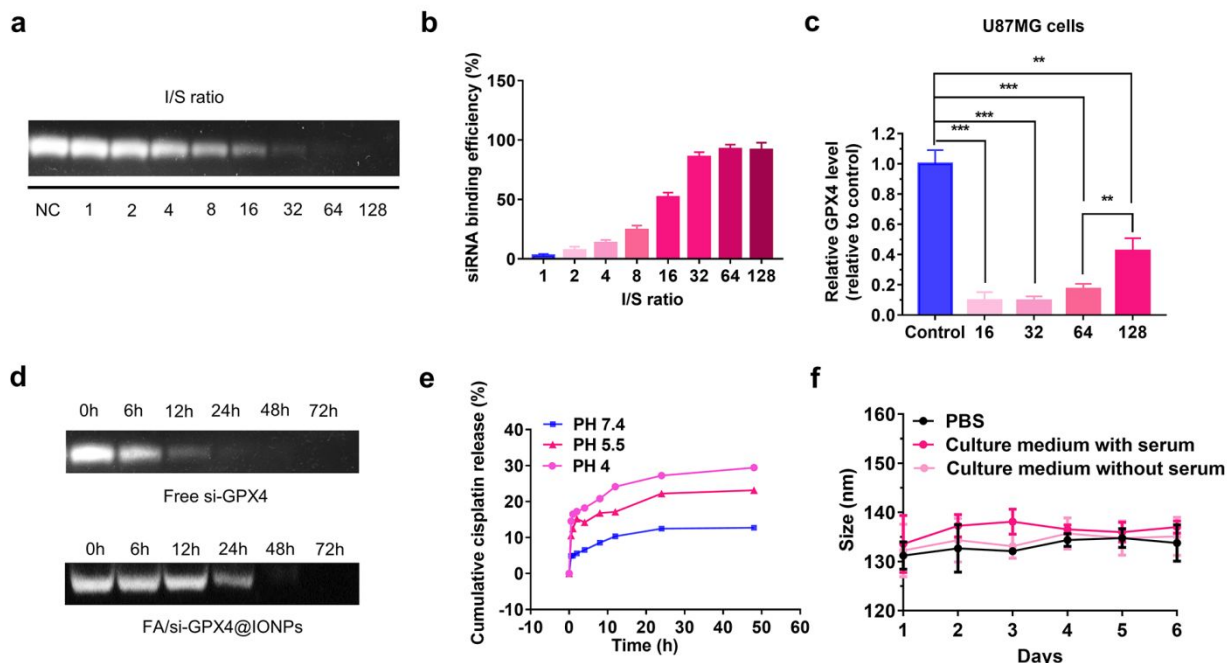 a
I/S ratio
NC 1 2 4 8 16 32 64 128
b
siRNA binding efficiency (%)
150
100
50
0
1 2 4 8 16 32 64 128
I/S ratio
c
U87MG cells
**
***
***
***
**
Relative GPX4 level
(relative to control)
1.2
1.0
0.8
0.6
0.4
0.2
0.0
Control 16 32 64 128
d
0h 6h 12h 24h 48h 72h
Free si-GPX4
0h 6h 12h 24h 48h 72h
FA/si-GPX4@IONPs
e
Cumulative cisplatin release (%)
50
40
30
20
10
0
-10
PH 7.4
PH 5.5
PH 4
-10 0 10 20 30 40 50 60
Time (h)
f
Size (nm)
160
150
140
130
120
PBS
Culture medium with serum
Culture medium without serum
1 2 3 4 5 6
Days